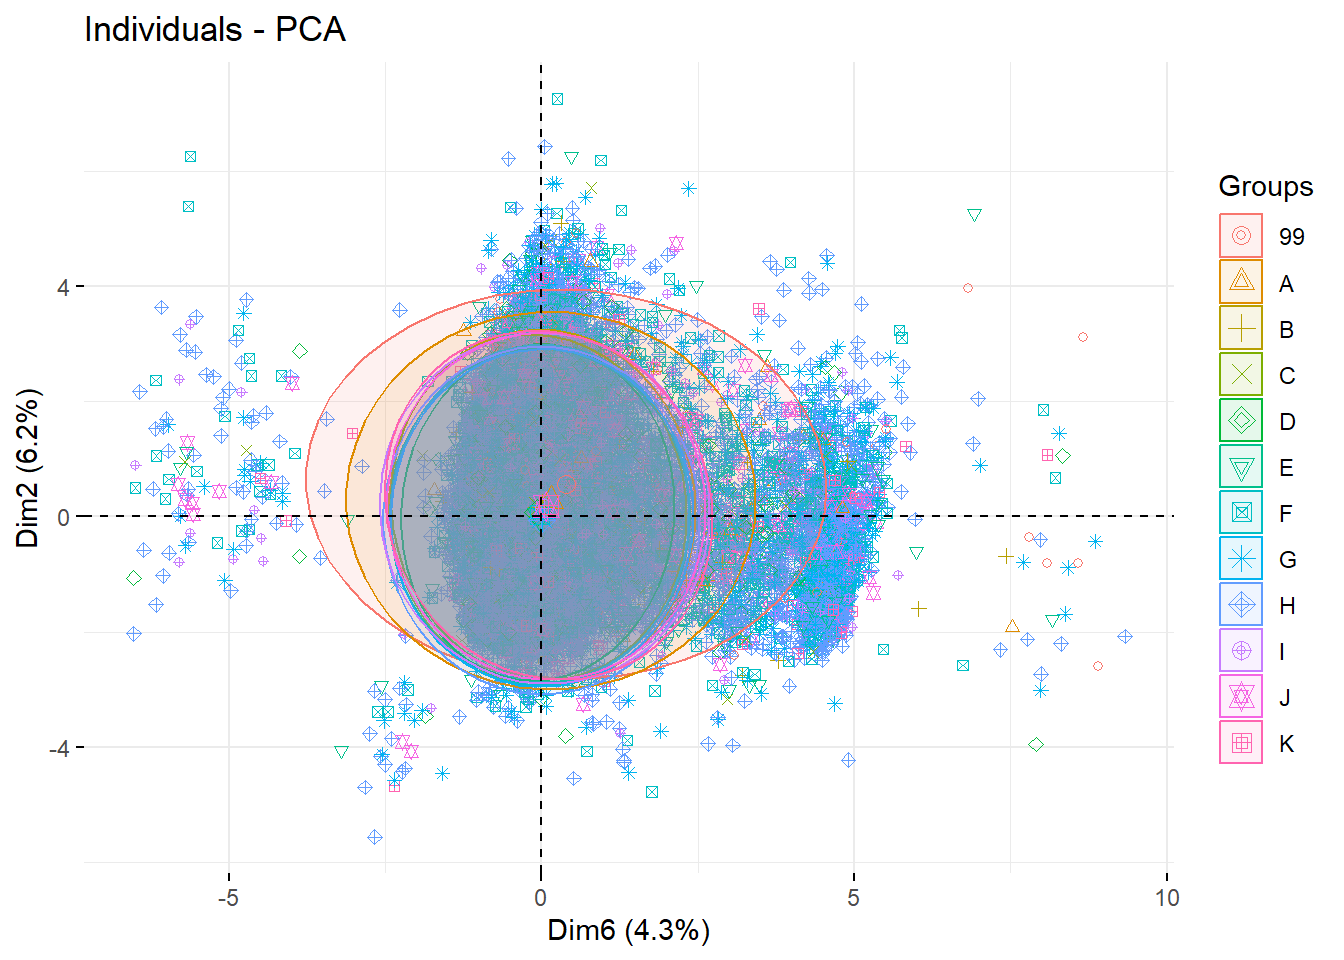 Individuals - PCA
Dim2 (6.2%)
4
0
-4
-5
0
5
10
Dim6 (4.3%)
Groups
99
A
B
C
D
E
F
G
H
I
J
K